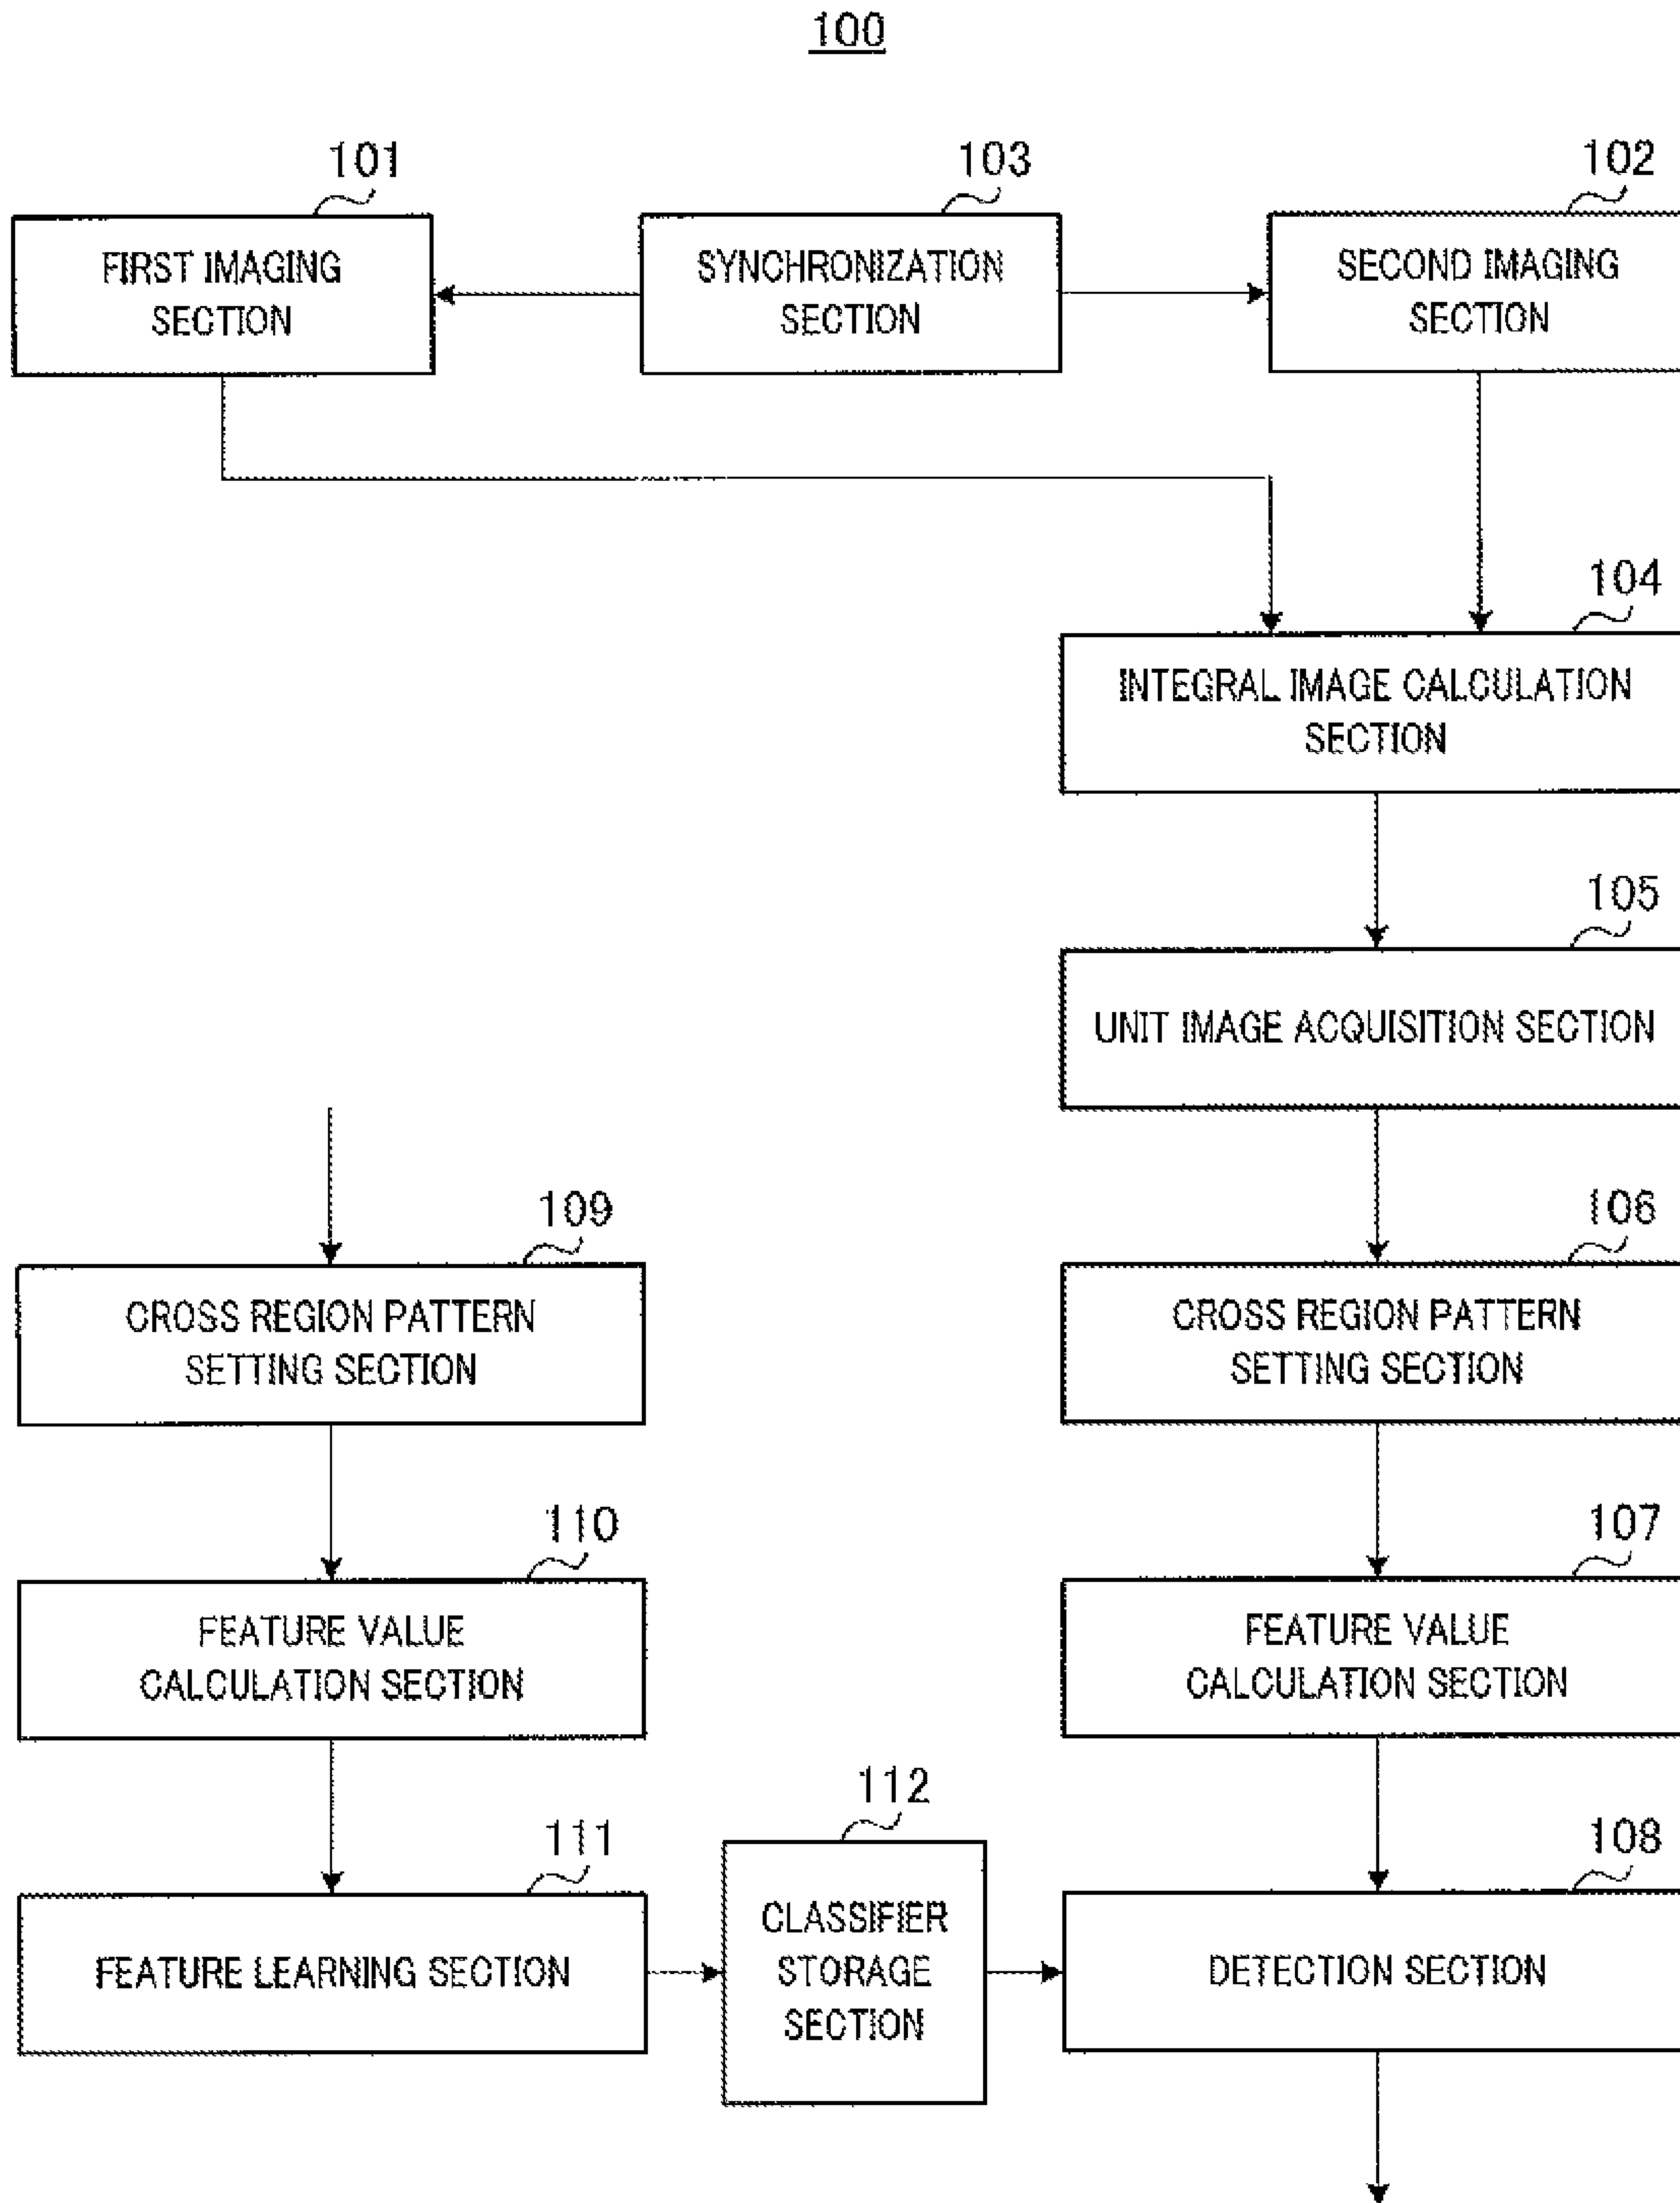 100
101
103
102
FIRST IMAGING
SECTION
SYNCHRONIZATION
SECTION
SECOND IMAGING
SECTION
104
INTEGRAL IMAGE CALCULATION
SECTION
105
UNIT IMAGE ACQUISITION SECTION
109
106
CROSS REGION PATTERN
SETTING SECTION
CROSS REGION PATTERN
SETTING SECTION
110
107
FEATURE VALUE
CALCULATION SECTION
FEATURE VALUE
CALCULATION SECTION
111
112
108
FEATURE LEARNING SECTION
CLASSIFIER
STORAGE
SECTION
DETECTION SECTION